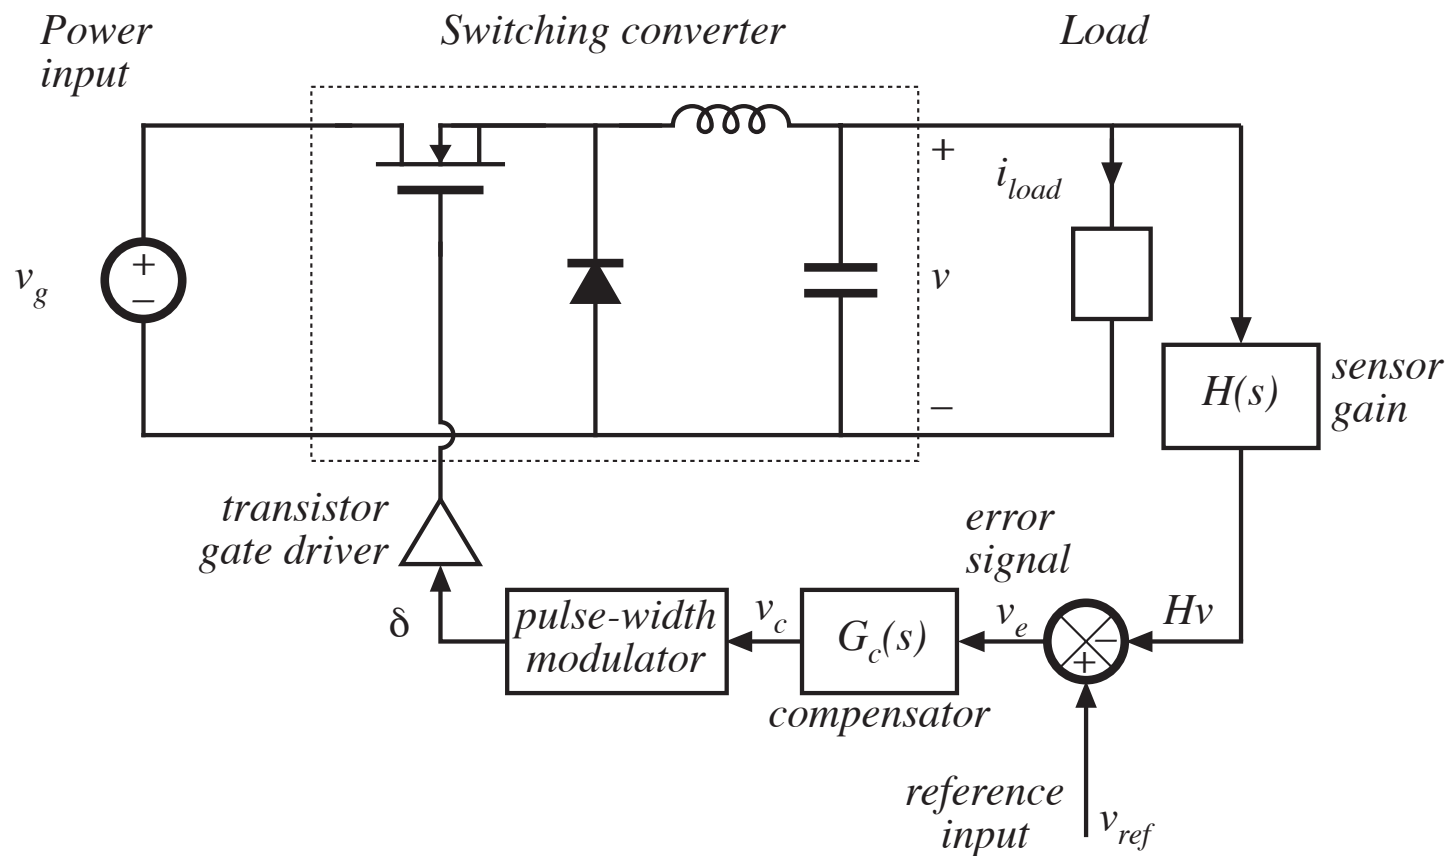 Power
input
Switching converter
Load
+
i_load
v_g
+
–
v
–
H(s)
sensor
gain
transistor
gate driver
error
signal
δ
pulse-width
modulator
v_c
G_c(s)
v_e
–
+
Hv
compensator
reference
input
v_ref